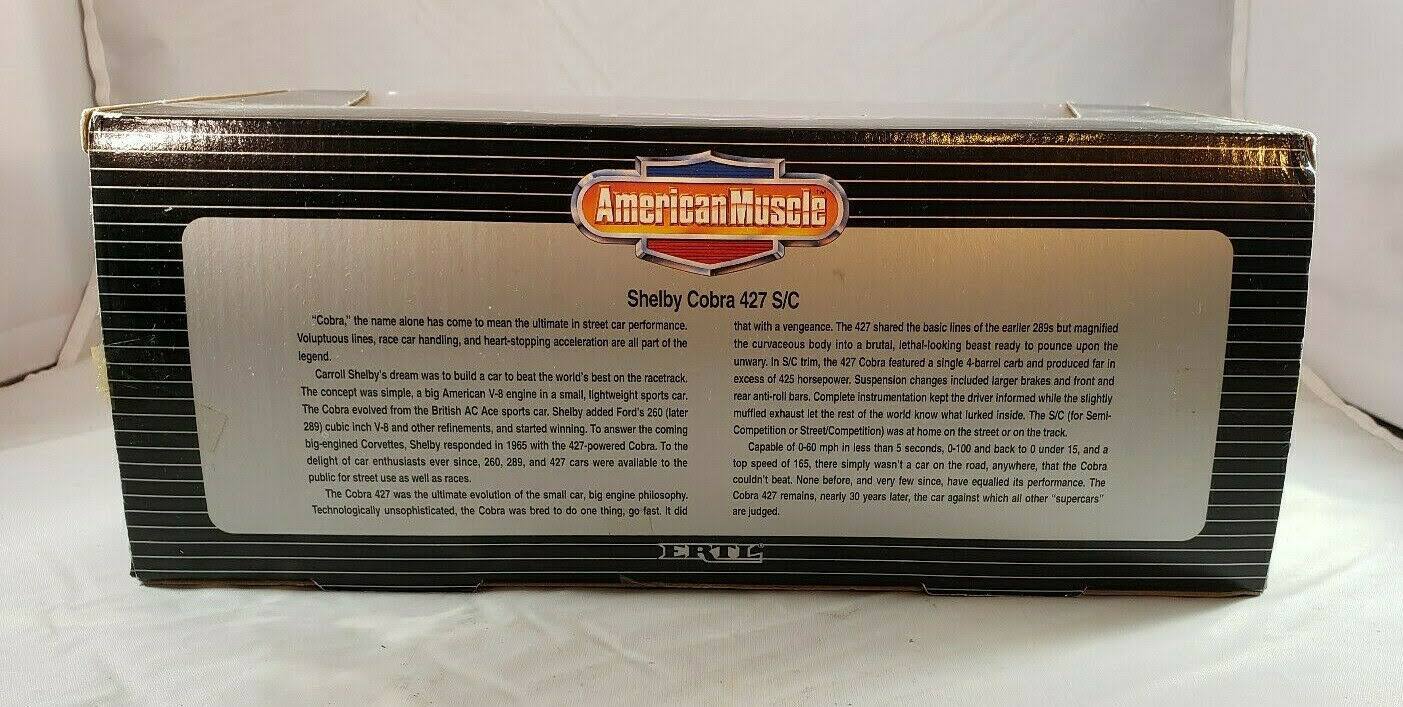 American Muscle ™
Shelby Cobra 427 S/C
"Cobra," the name alone has come to mean the ultimate in street car performance.
Voluptuous lines, race car handling, and heart-stopping acceleration are all part of the
legend.
Carroll Shelby's dream was to build a car to beat the world's best on the racetrack.
The concept was simple, a big American V-8 engine in a small, lightweight sports car.
The Cobra evolved from the British AC Ace sports car. Shelby added Ford's 260 (later
289) cubic inch V-8 and other refinements, and started winning. To answer the coming
big-engined Corvettes, Shelby responded in 1965 with the 427-powered Cobra. To the
delight of car enthusiasts ever since, 260, 289, and 427 cars were available to the
public for street use as well as races.
The Cobra 427 was the ultimate evolution of the small car, big engine philosophy.
Technologically unsophisticated, the Cobra was bred to do one thing, go fast. It did
that with a vengeance. The 427 shared the basic lines of the earlier 289s but magnified
the curvaceous body into a brutal, lethal-looking beast ready to pounce upon the
unwary. In S/C trim, the 427 Cobra featured a single 4-barrel carb and produced far in
excess of 425 horsepower. Suspension changes included larger brakes and front and
rear anti-roll bars. Complete instrumentation kept the driver informed while the slightly
muffled exhaust let the rest of the world know what lurked inside. The S/C (for Semi-
Competition or Street/Competition) was at home on the street or on the track.
Capable of 0-60 mph in less than 5 seconds, 0-100 and back to 0 under 15, and a
top speed of 165, there simply wasn't a car on the road, anywhere, that the Cobra
couldn't beat. None before, and very few since, have equalled its performance. The
Cobra 427 remains, nearly 30 years later, the car against which all other "supercars"
are judged.
ERTL®